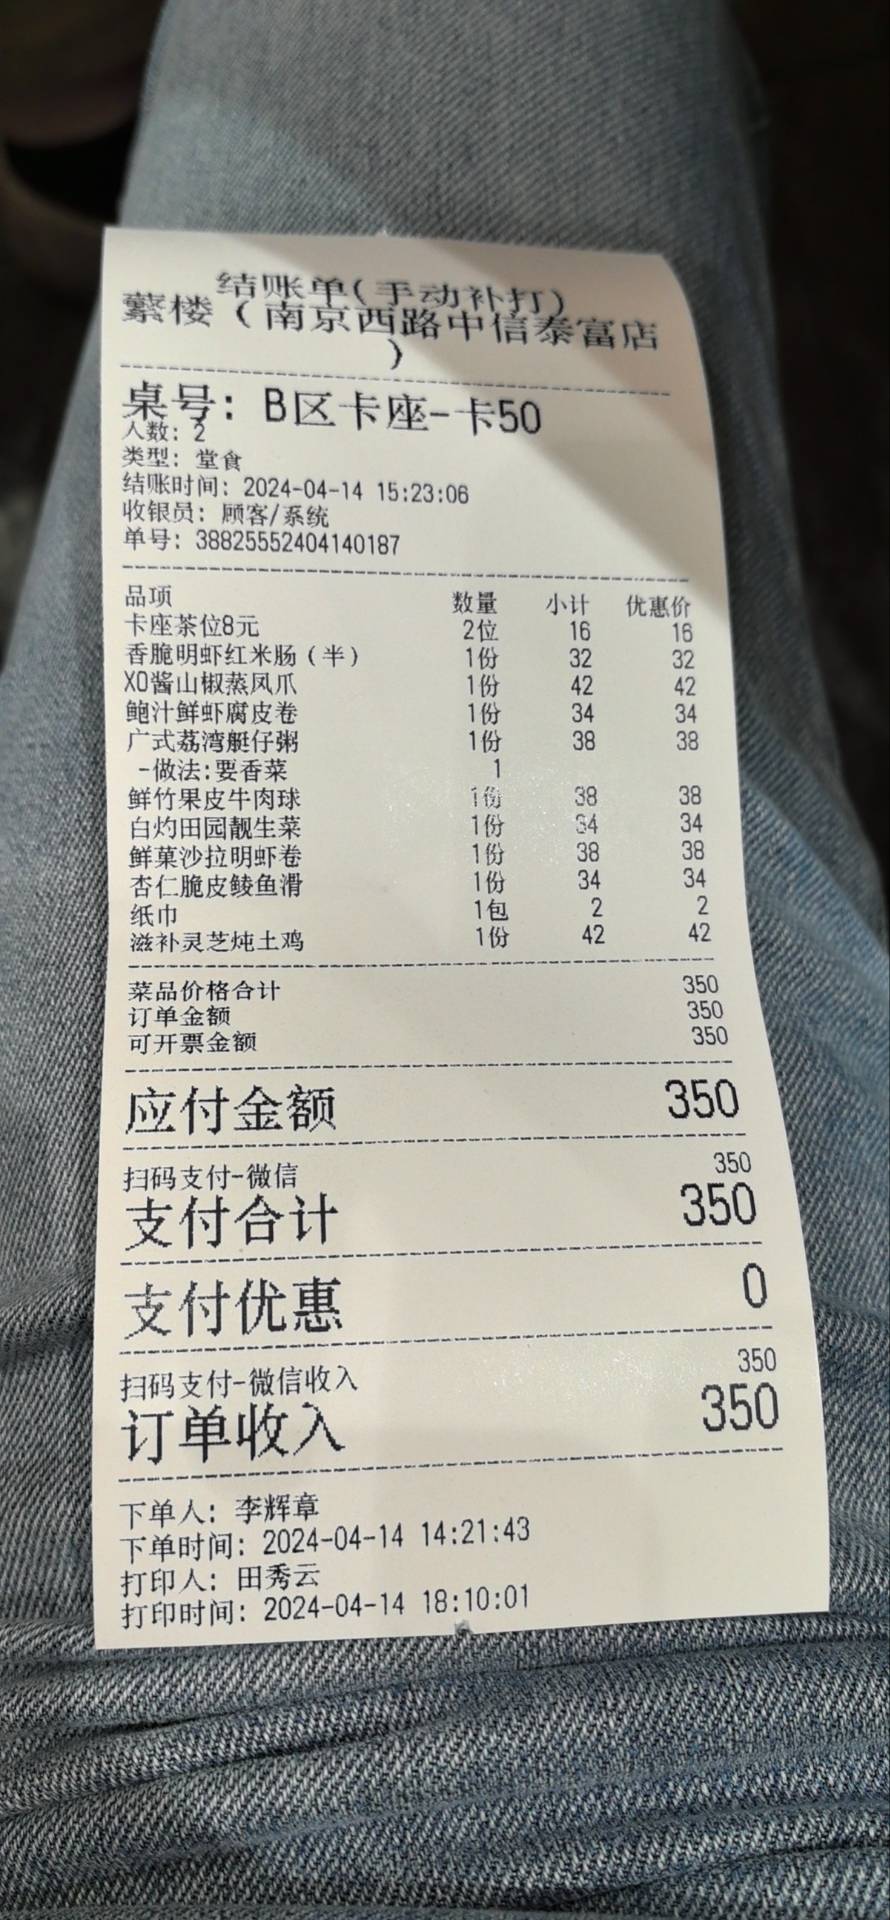 结账单(手动补打)
蘩楼（南京西路中信泰富店
）
桌号: B区卡座-卡50
人数: 2
类型: 堂食
结账时间: 2024-04-14 15:23:06
收银员: 顾客/系统
单号: 38825552404140187
品项 数量 小计 优惠价
卡座茶位8元 2位 16 16
香脆明虾红米肠（半) 1份 32 32
XO酱山椒蒸凤爪 1份 42 42
鲍汁鲜虾腐皮卷 1份 34 34
广式荔湾艇仔粥 1份 38 38
-做法:要香菜 1
鲜竹果皮牛肉球 1份 38 38
白灼田园靓生菜 1份 34 34
鲜菓沙拉明虾卷 1份 38 38
杏仁脆皮鲮鱼滑 1份 34 34
纸巾 1包 2 2
滋补灵芝炖土鸡 1份 42 42
菜品价格合计 350
订单金额 350
可开票金额 350
应付金额 350
扫码支付-微信 350
支付合计 350
支付优惠 0
扫码支付-微信收入 350
订单收入 350
下单人: 李辉章
下单时间: 2024-04-14 14:21:43
打印人: 田秀云
打印时间: 2024-04-14 18:10:01